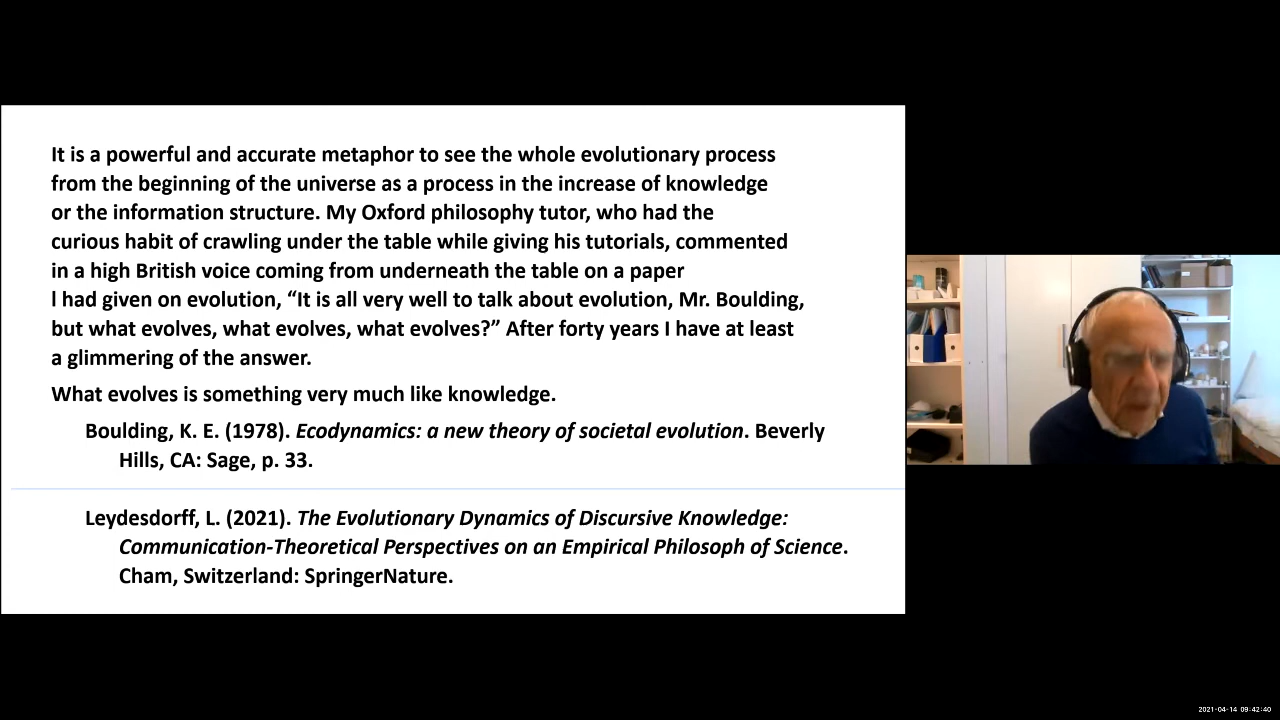 It is a powerful and accurate metaphor to see the whole evolutionary process
from the beginning of the universe as a process in the increase of knowledge
or the information structure. My Oxford philosophy tutor, who had the
curious habit of crawling under the table while giving his tutorials, commented
in a high British voice coming from underneath the table on a paper
I had given on evolution, “It is all very well to talk about evolution, Mr. Boulding,
but what evolves, what evolves, what evolves?” After forty years I have at least
a glimmering of the answer.
What evolves is something very much like knowledge.
Boulding, K. E. (1978). Ecodynamics: a new theory of societal evolution. Beverly
Hills, CA: Sage, p. 33.
Leydesdorff, L. (2021). The Evolutionary Dynamics of Discursive Knowledge:
Communication-Theoretical Perspectives on an Empirical Philosoph of Science.
Cham, Switzerland: SpringerNature.
2021-04-14 09:42:40